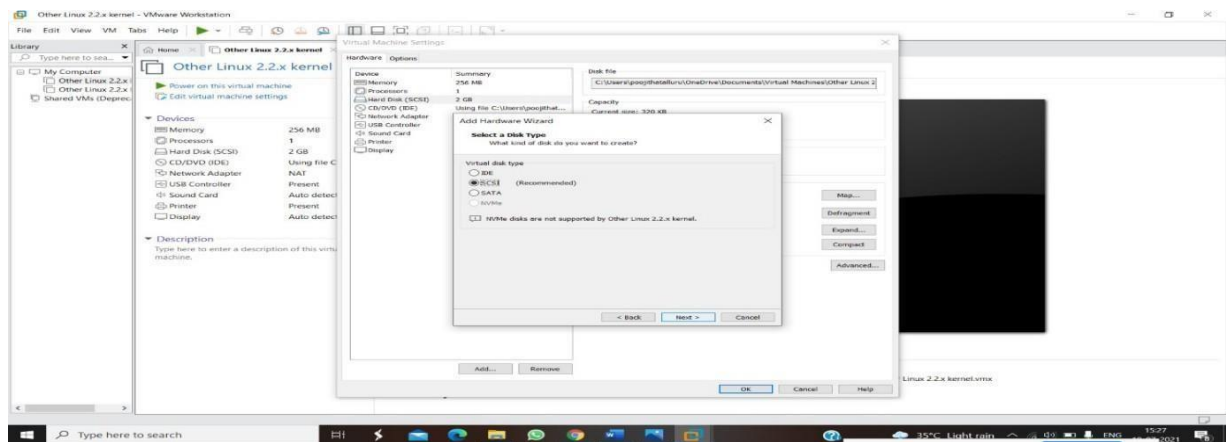 Other Linux 2.2.x kernel - VMware Workstation
File Edit View VM Tabs Help
Library
Type here to sea...
My Computer
Other Linux 2.2.x
Other Linux 2.2.x
Shared VMs (Deprec
Home
Other Linux 2.2.x kernel
Other Linux 2.2.x kernel
Power on this virtual machine
Edit virtual machine settings
Devices
Memory 256 MB
Processors 1
Hard Disk (SCSI) 2 GB
CD/DVD (IDE) Using file C
Network Adapter NAT
USB Controller Present
Sound Card Auto detect
Printer Present
Display Auto detect
Description
Type here to enter a description of this virtu
machine.
Virtual Machine Settings
Hardware Options
Device Summary
Memory 256 MB
Processors 1
Hard Disk (SCSI) 2 GB
CD/DVD (IDE) Using file C:\Users\poojithat...
Network Adapter
USB Controller
Sound Card
Printer
Display
Add... Remove
Disk file
C:\Users\poojithatalluru\OneDrive\Documents\Virtual Machines\Other Linux 2
Capacity
Current size: 320 KB
Add Hardware Wizard
Select a Disk Type
What kind of disk do you want to create?
Virtual disk type
IDE
SCSI (Recommended)
SATA
NVMe
NVMe disks are not supported by Other Linux 2.2.x kernel.
< Back Next > Cancel
Map...
Defragment
Expand...
Compact
Advanced...
OK Cancel Help
Linux 2.2.x kernel.vmx
Type here to search
35°C Light rain
ENG
15:27